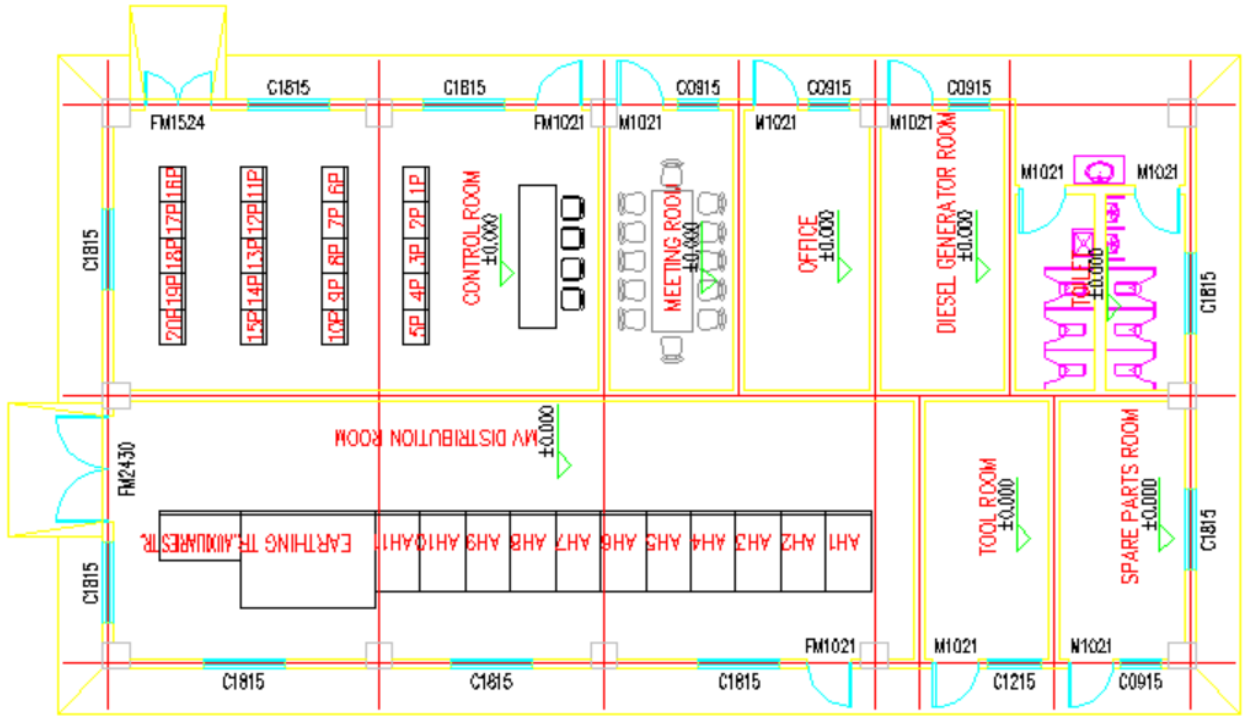 C1815
C1815
C0915
C0915
C0915
FM1524
FM1021
M1021
M1021
M1021
M1021
M1021
16P
17P
18P
19P
20P
11P
12P
13P
14P
15P
6P
7P
8P
9P
10P
1P
2P
3P
4P
5P
CONTROL ROOM
±0.000
MEETING ROOM
±0.000
OFFICE
±0.000
DIESEL GENERATOR ROOM
±0.000
TOILET
±0.000
C1815
C1815
FM2430
MV DISTRIBUTION ROOM
±0.000
AUXILIARES TR.
EARTHING TR.
AH11
AH10
AH9
AH8
AH7
AH6
AH5
AH4
AH3
AH2
AH1
TOOL ROOM
±0.000
SPARE PARTS ROOM
±0.000
C1815
C1815
FM1021
M1021
M1021
C1815
C1815
C1815
C1215
C0915